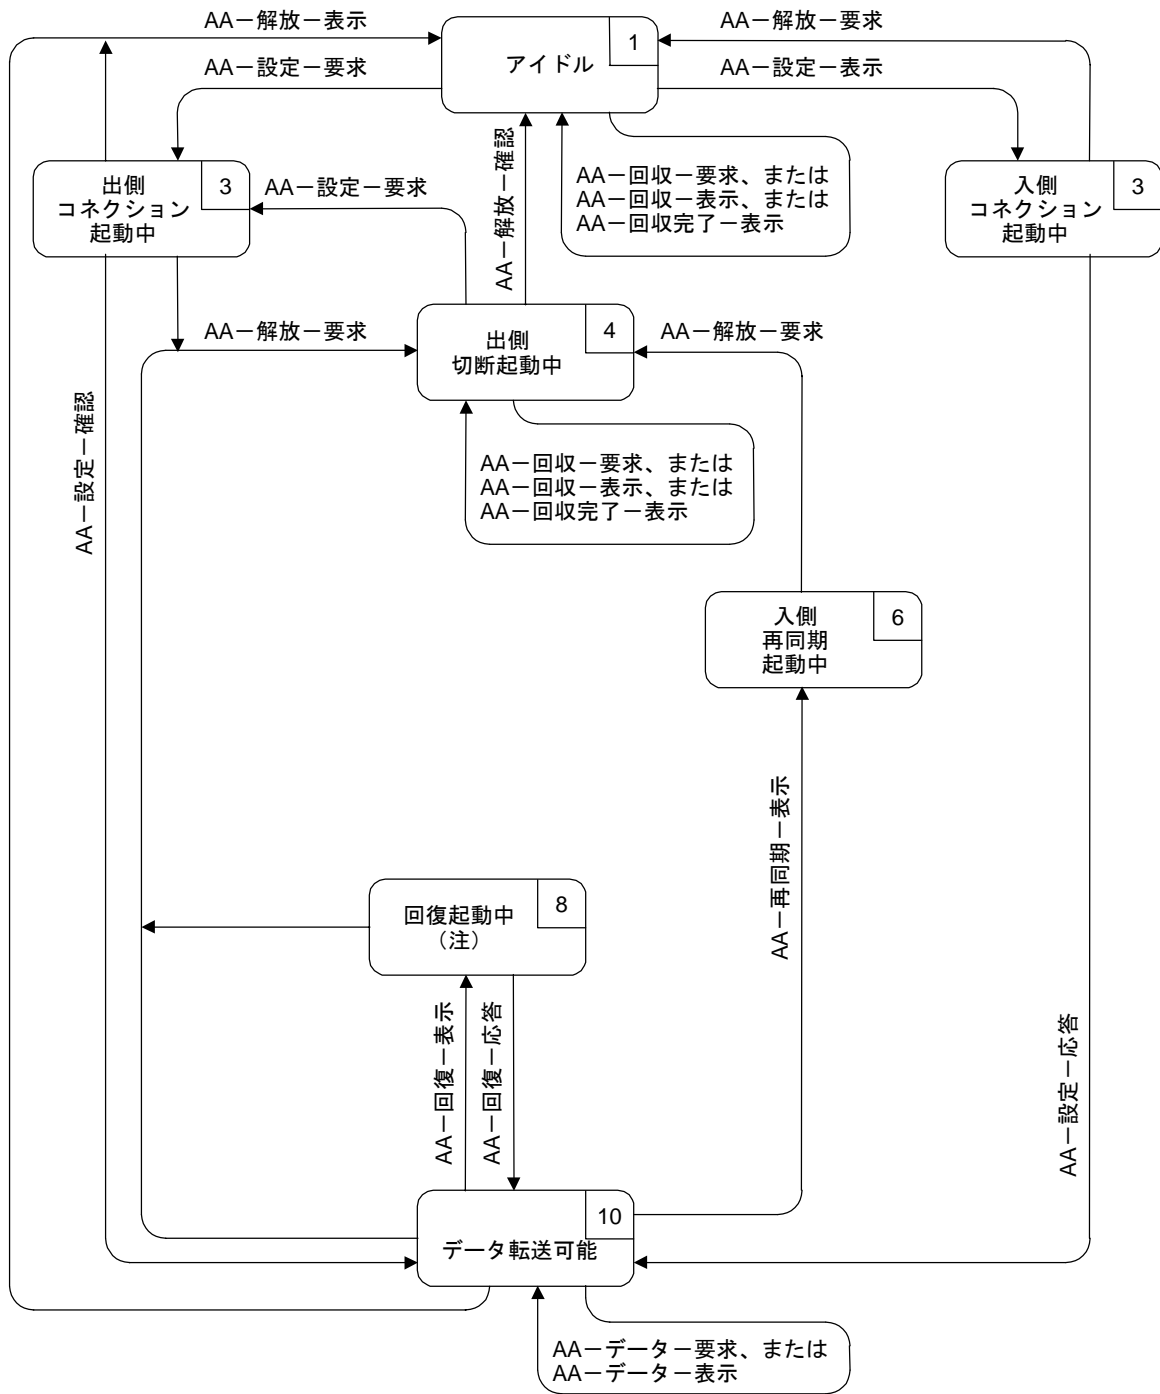 AA－解放－表示
AA－解放－要求
1
アイドル
AA－設定－要求
AA－設定－表示
出側
コネクション
起動中
3
AA－設定－要求
AA－解放－確認
AA－回収－要求、または
AA－回収－表示、または
AA－回収完了－表示
入側
コネクション
起動中
3
AA－解放－要求
出側
切断起動中
4
AA－解放－要求
AA－設定－確認
AA－回収－要求、または
AA－回収－表示、または
AA－回収完了－表示
入側
再同期
起動中
6
AA－再同期－表示
回復起動中
（注）
8
AA－回復－表示
AA－回復－応答
AA－設定－応答
10
データ転送可能
AA－データ－要求、または
AA－データ－表示